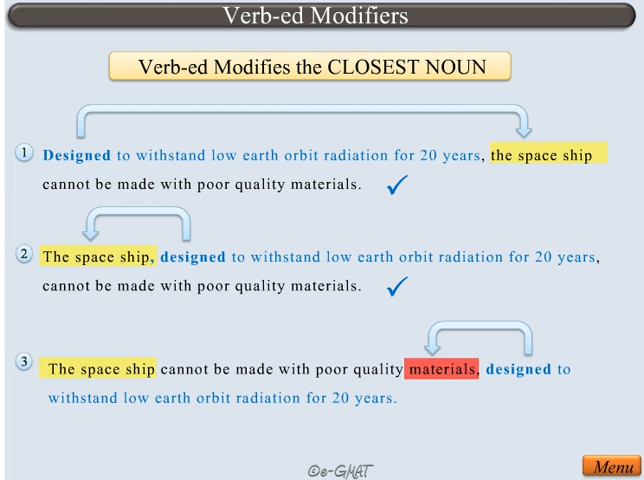 Verb-ed Modifiers
Verb-ed Modifies the CLOSEST NOUN
1 Designed to withstand low earth orbit radiation for 20 years, the space ship
cannot be made with poor quality materials.
2 The space ship, designed to withstand low earth orbit radiation for 20 years,
cannot be made with poor quality materials.
3 The space ship cannot be made with poor quality materials, designed to
withstand low earth orbit radiation for 20 years.
©e-GMAT
Menu